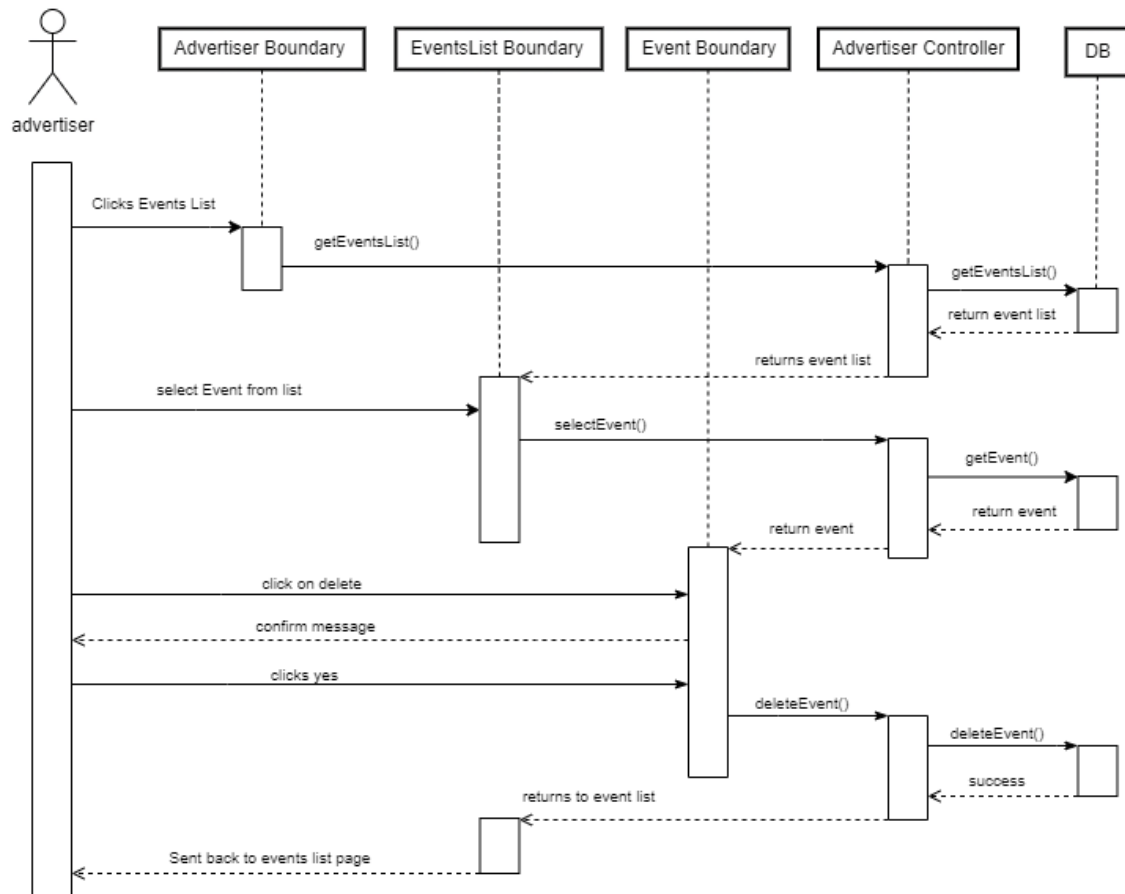 Advertiser Boundary
EventsList Boundary
Event Boundary
Advertiser Controller
DB
advertiser
Clicks Events List
getEventsList()
getEventsList()
return event list
returns event list
select Event from list
selectEvent()
getEvent()
return event
return event
click on delete
confirm message
clicks yes
deleteEvent()
deleteEvent()
success
returns to event list
Sent back to events list page